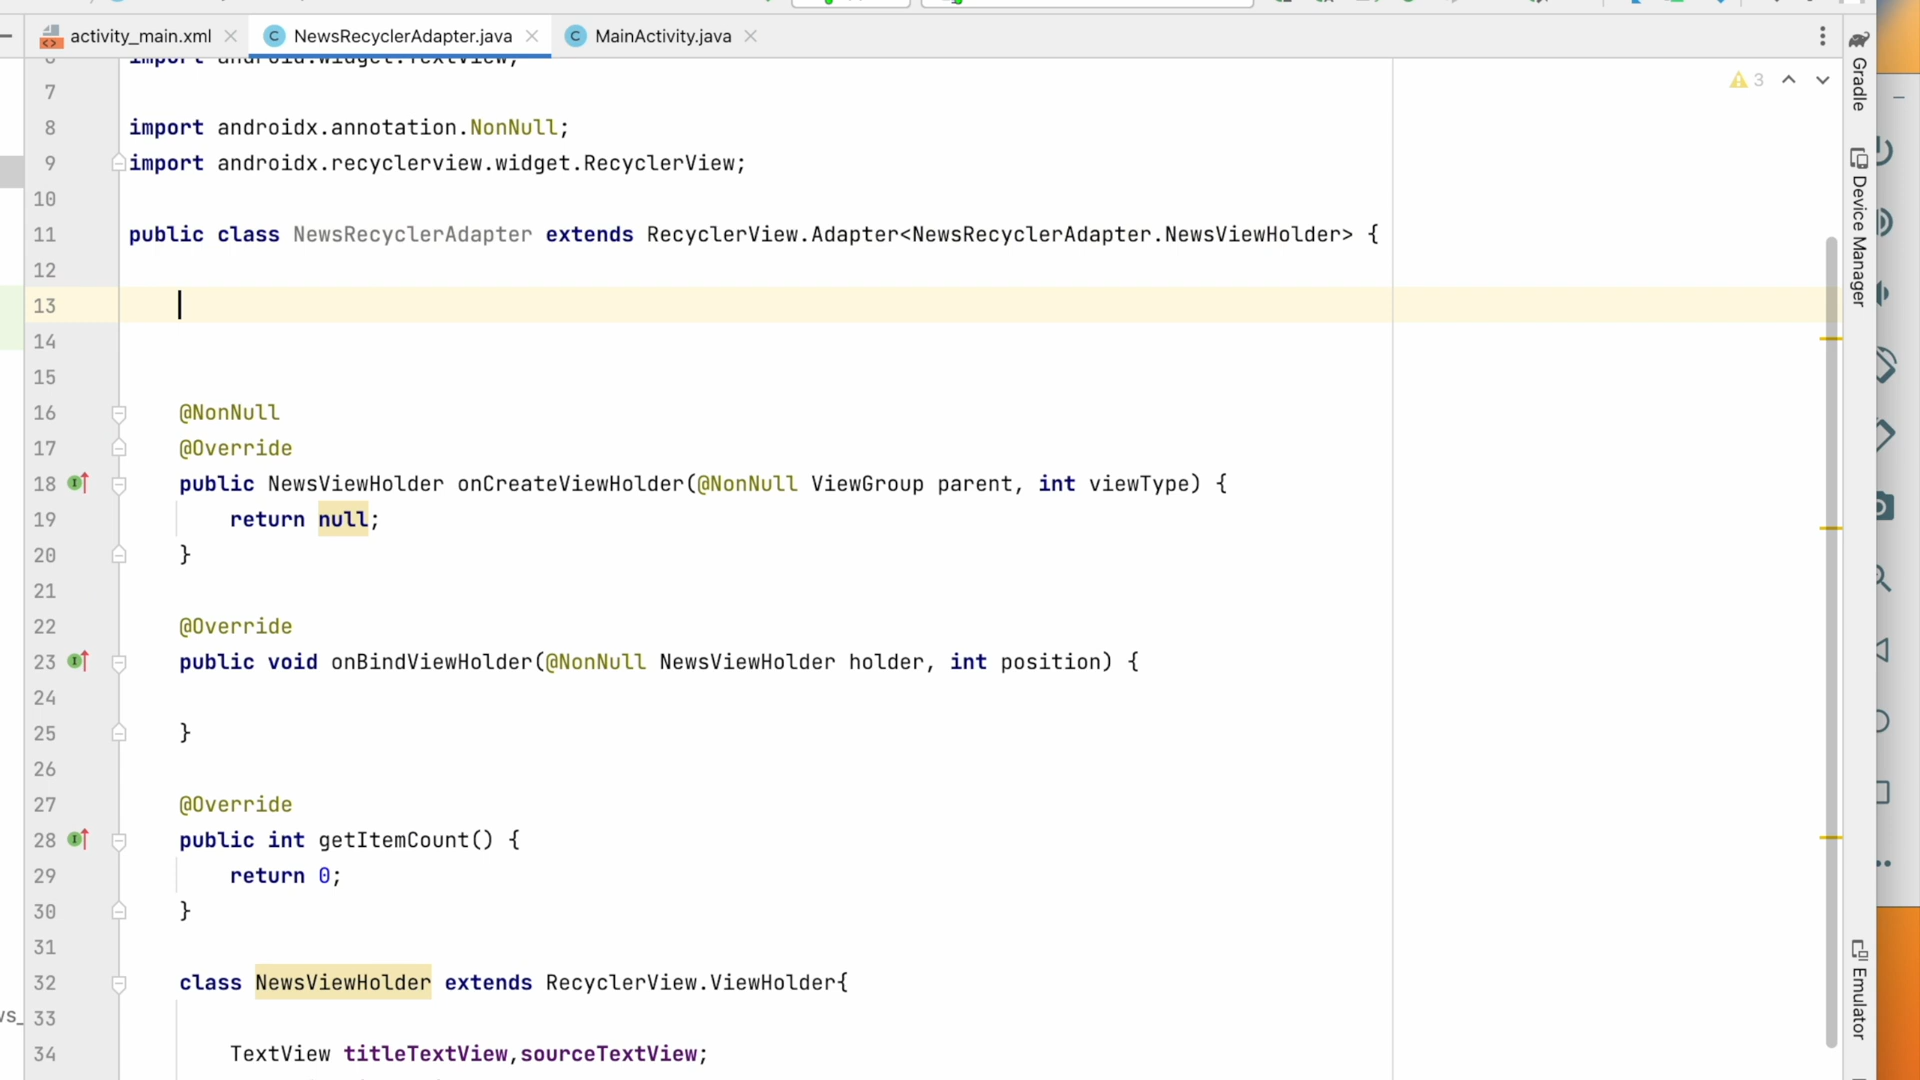 activity_main.xml NewsRecyclerAdapter.java MainActivity.java
import android.widget.TextView;
3
7
8 import androidx.annotation.NonNull;
9 import androidx.recyclerview.widget.RecyclerView;
10
11 public class NewsRecyclerAdapter extends RecyclerView.Adapter<NewsRecyclerAdapter.NewsViewHolder> {
12
13
14
15
16 @NonNull
17 @Override
18 public NewsViewHolder onCreateViewHolder(@NonNull ViewGroup parent, int viewType) {
19 return null;
20 }
21
22 @Override
23 public void onBindViewHolder(@NonNull NewsViewHolder holder, int position) {
24
25 }
26
27 @Override
28 public int getItemCount() {
29 return 0;
30 }
31
32 class NewsViewHolder extends RecyclerView.ViewHolder{
33
34 TextView titleTextView,sourceTextView;
Gradle
Device Manager
Emulator